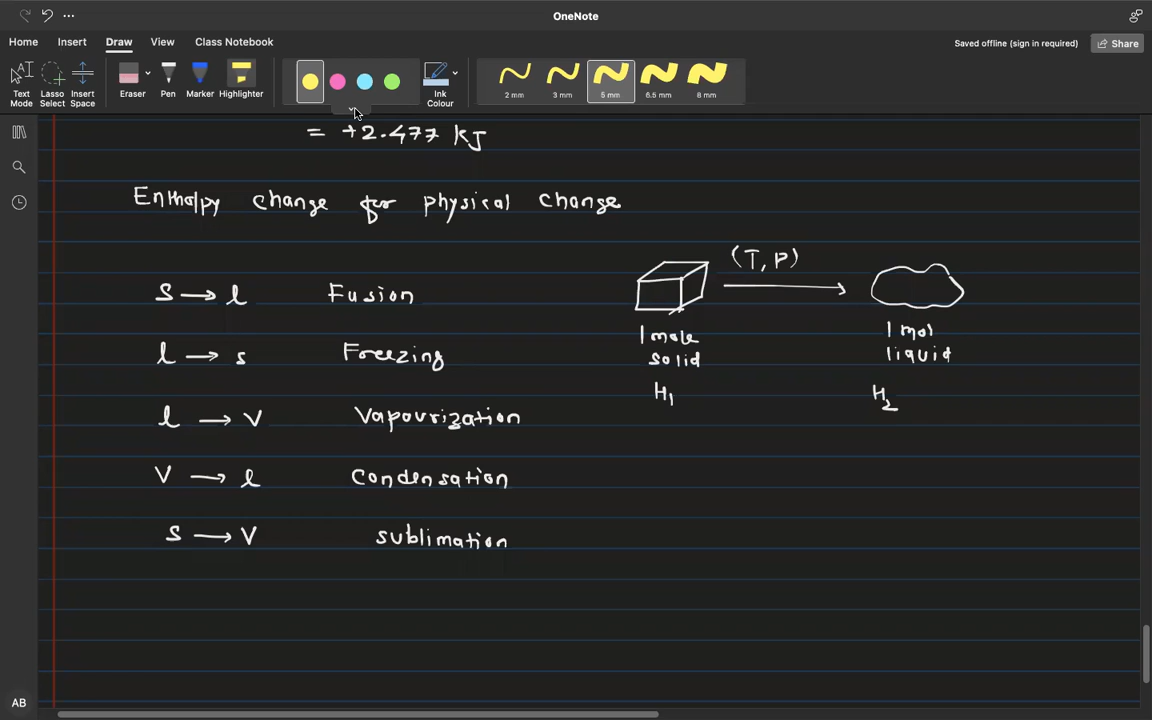 OneNote
Home Insert Draw View Class Notebook
Saved offline (sign in required) Share
Text Mode
Lasso Select
Insert Space
Eraser
Pen
Marker
Highlighter
Ink Colour
2 mm 3 mm 5 mm 6.5 mm 8 mm
= +2.477 KJ
Enthalpy change for physical change
S → l Fusion
l → s Freezing
l → V Vapourization
V → l Condensation
S → V sublimation
(T, P)
1 mole solid
H1
1 mol liquid
H2
AB